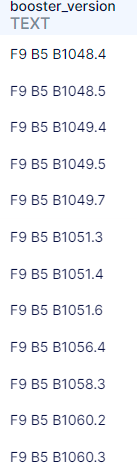 booster_version
TEXT
F9 B5 B1048.4
F9 B5 B1048.5
F9 B5 B1049.4
F9 B5 B1049.5
F9 B5 B1049.7
F9 B5 B1051.3
F9 B5 B1051.4
F9 B5 B1051.6
F9 B5 B1056.4
F9 B5 B1058.3
F9 B5 B1060.2
F9 B5 B1060.3